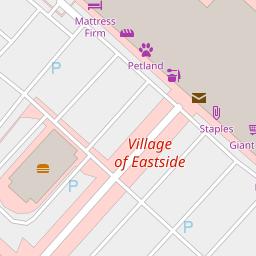 Mattress
Firm
Petland
P
Staples
Giant
Village
of Eastside
P
P